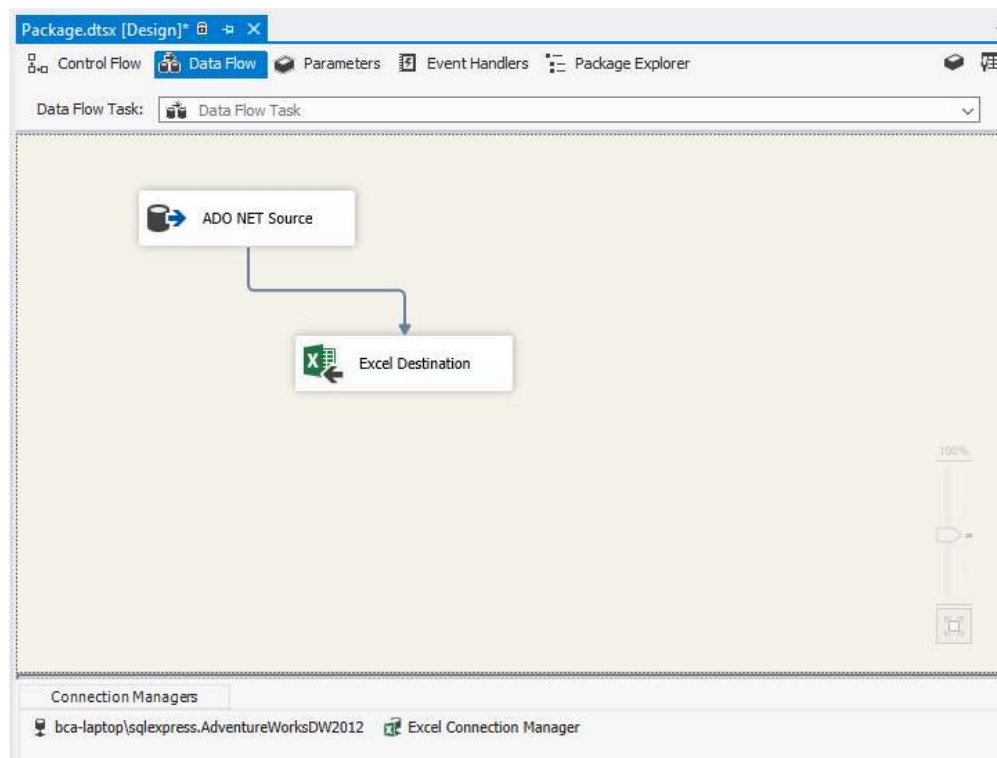 Package.dtsx [Design]*
Control Flow Data Flow Parameters Event Handlers Package Explorer
Data Flow Task: Data Flow Task
ADO NET Source
Excel Destination
100%
Connection Managers
bca-laptop\sqlexpress.AdventureWorksDW2012 Excel Connection Manager